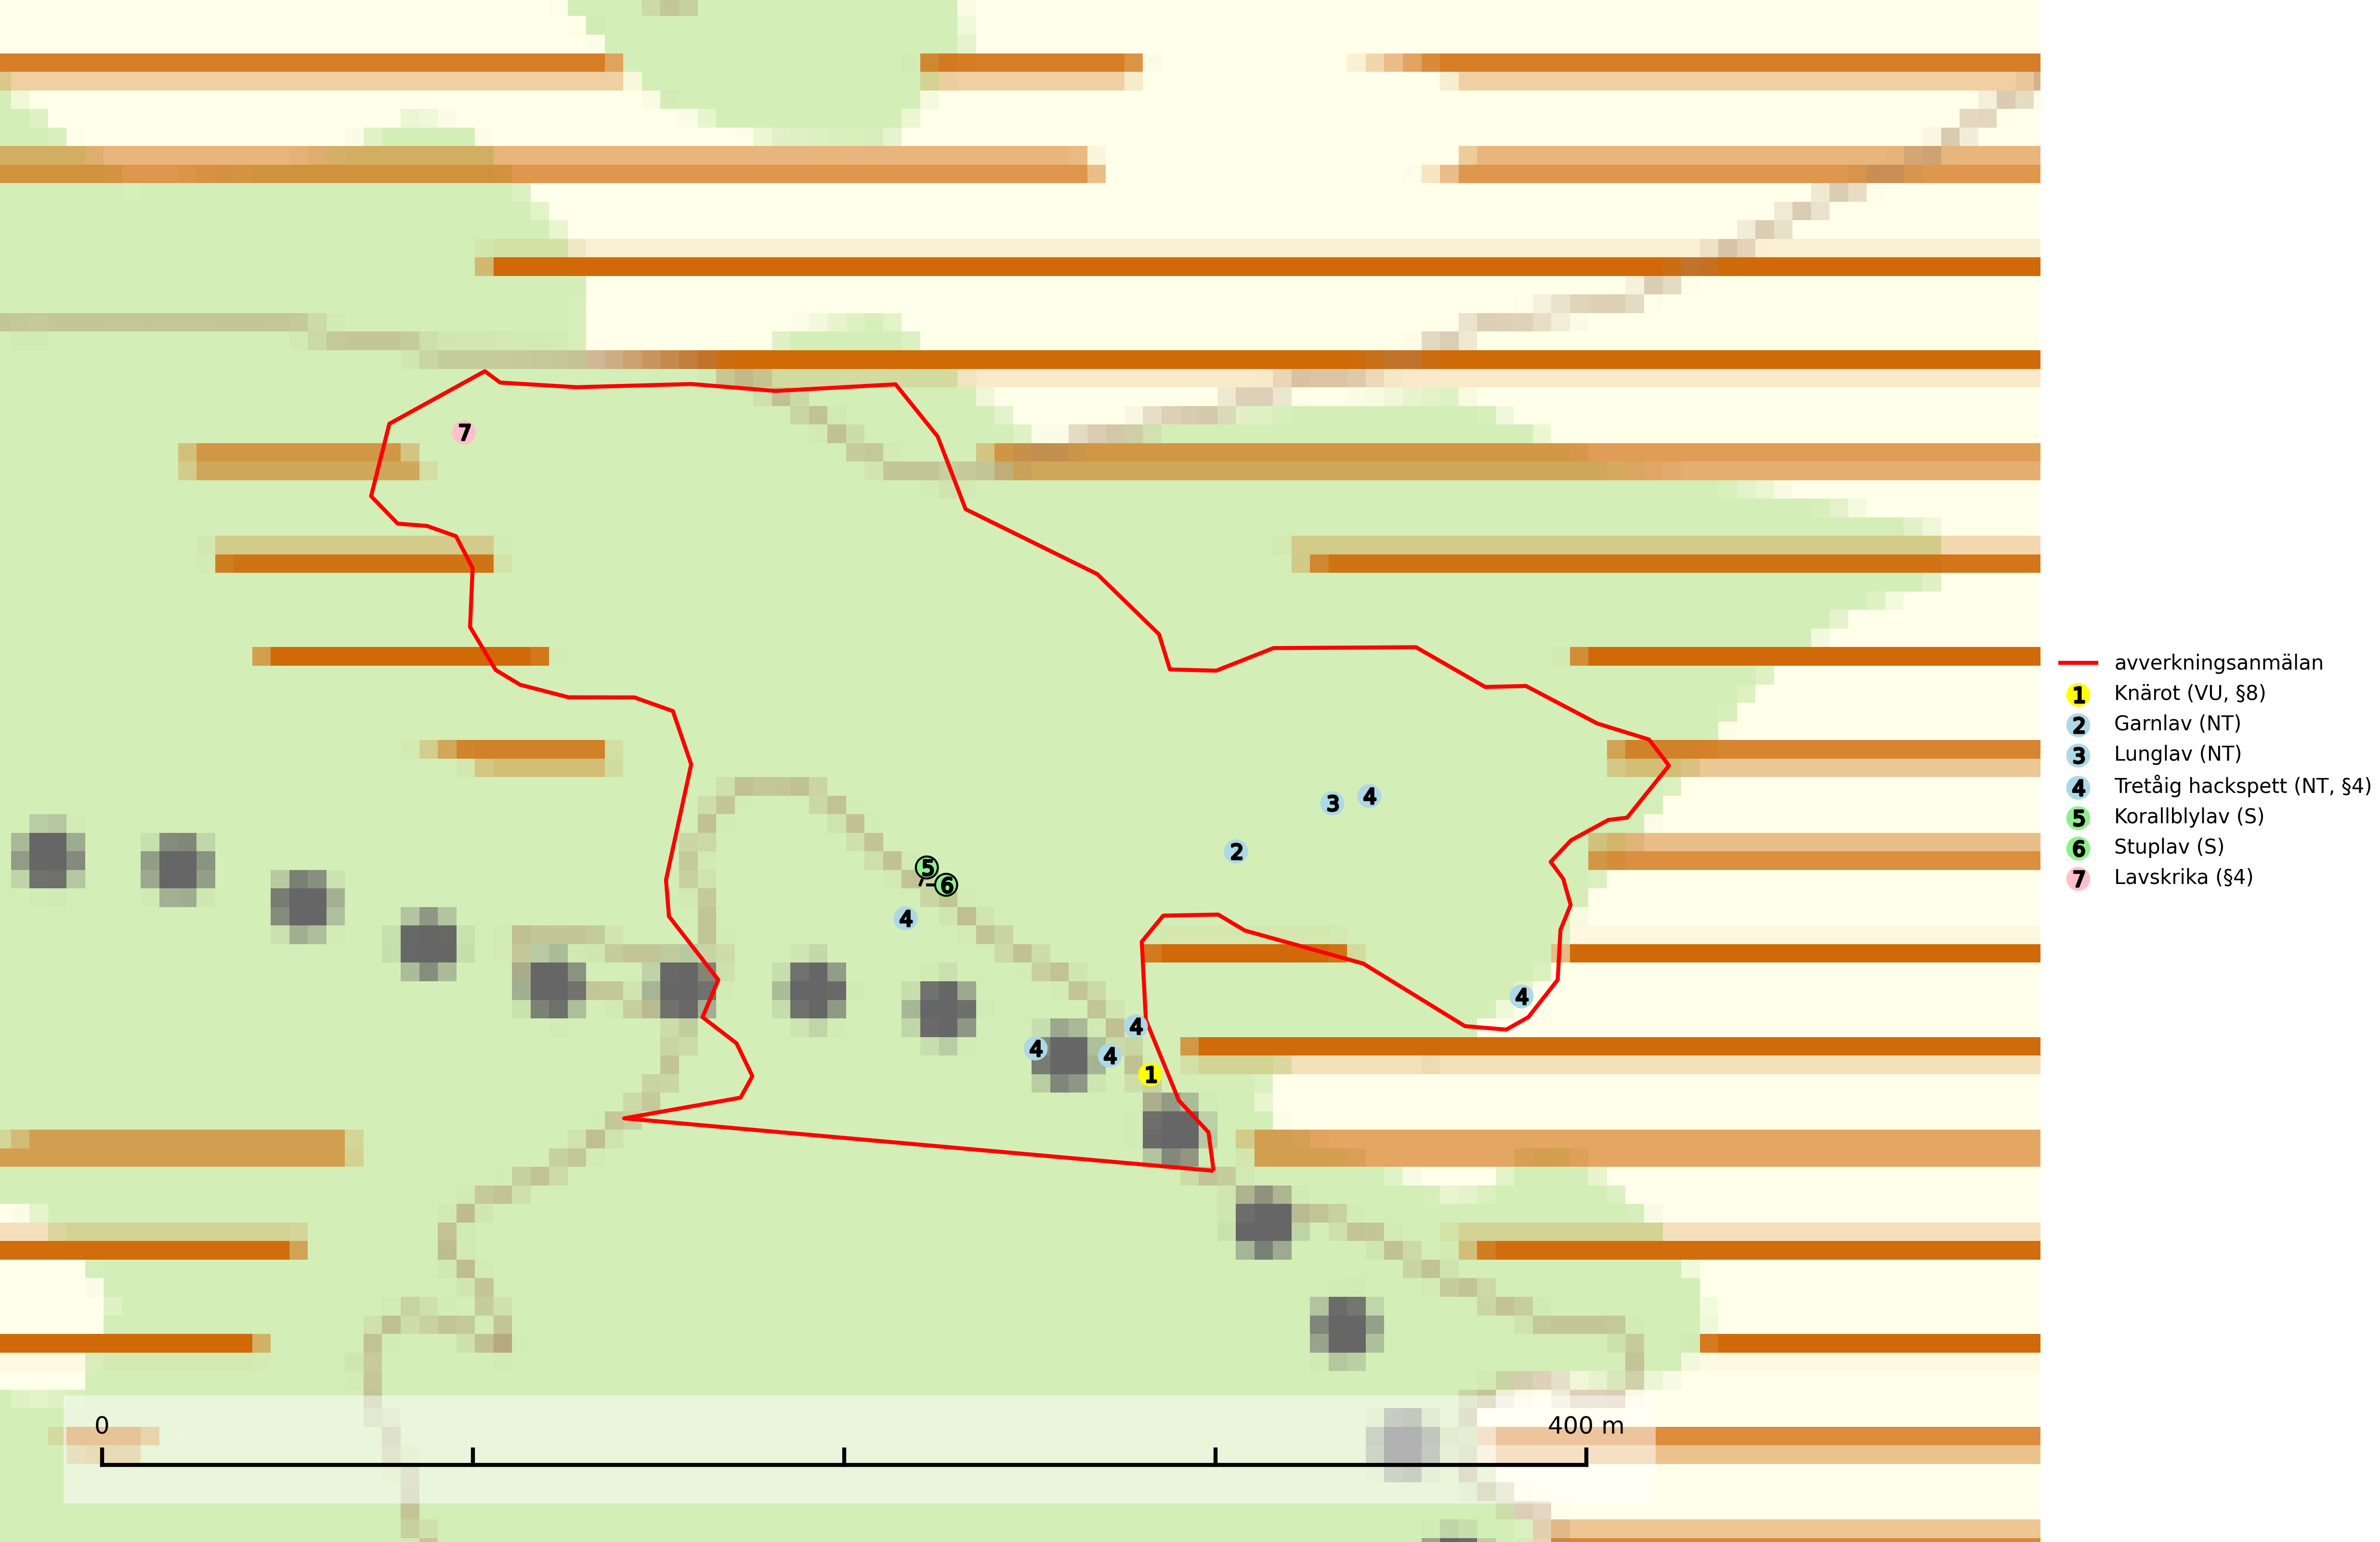 7
3 4
2
5
6
4
4
4
4 4
1
0 400 m
avverkningsanmälan
1 Knärot (VU, §8)
2 Garnlav (NT)
3 Lunglav (NT)
4 Tretåig hackspett (NT, §4)
5 Korallblylav (S)
6 Stuplav (S)
7 Lavskrika (§4)